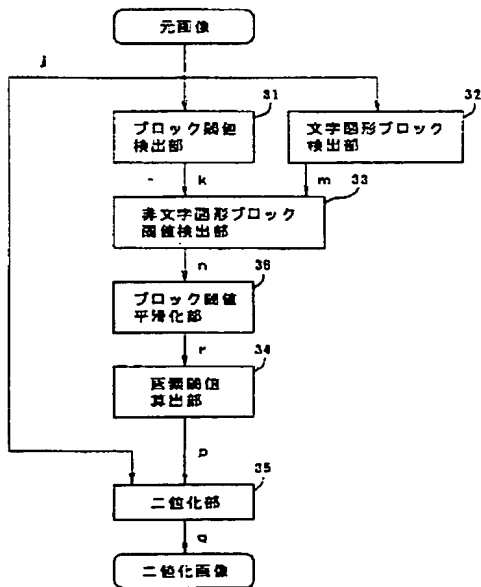 元画像
j
31
32
ブロック閾値
検出部
文字図形ブロック
検出部
k
m
33
非文字図形ブロック
閾値検出部
n
36
ブロック閾値
平滑化部
r
34
画素閾値
算出部
p
35
二値化部
q
二値化画像